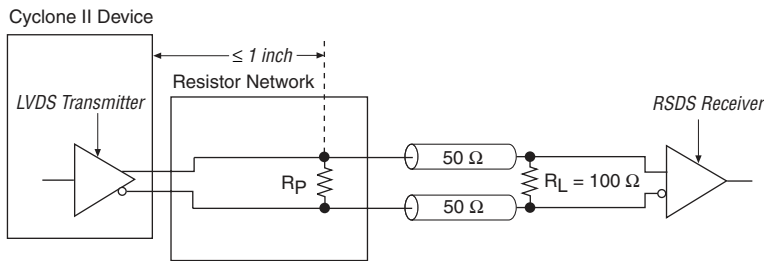 Cyclone II Device
≤ 1 inch
Resistor Network
LVDS Transmitter
RSDS Receiver
50 Ω
RP
RL = 100 Ω
50 Ω